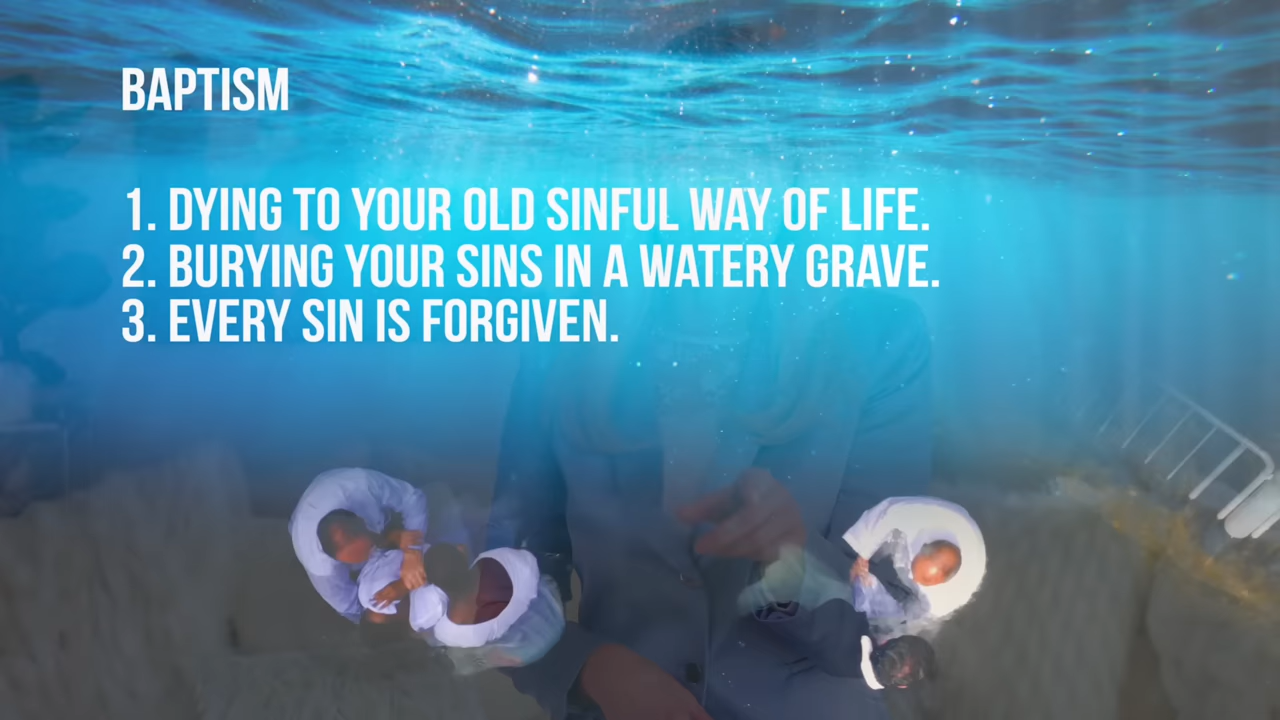 BAPTISM
1. DYING TO YOUR OLD SINFUL WAY OF LIFE.
2. BURYING YOUR SINS IN A WATERY GRAVE.
3. EVERY SIN IS FORGIVEN.